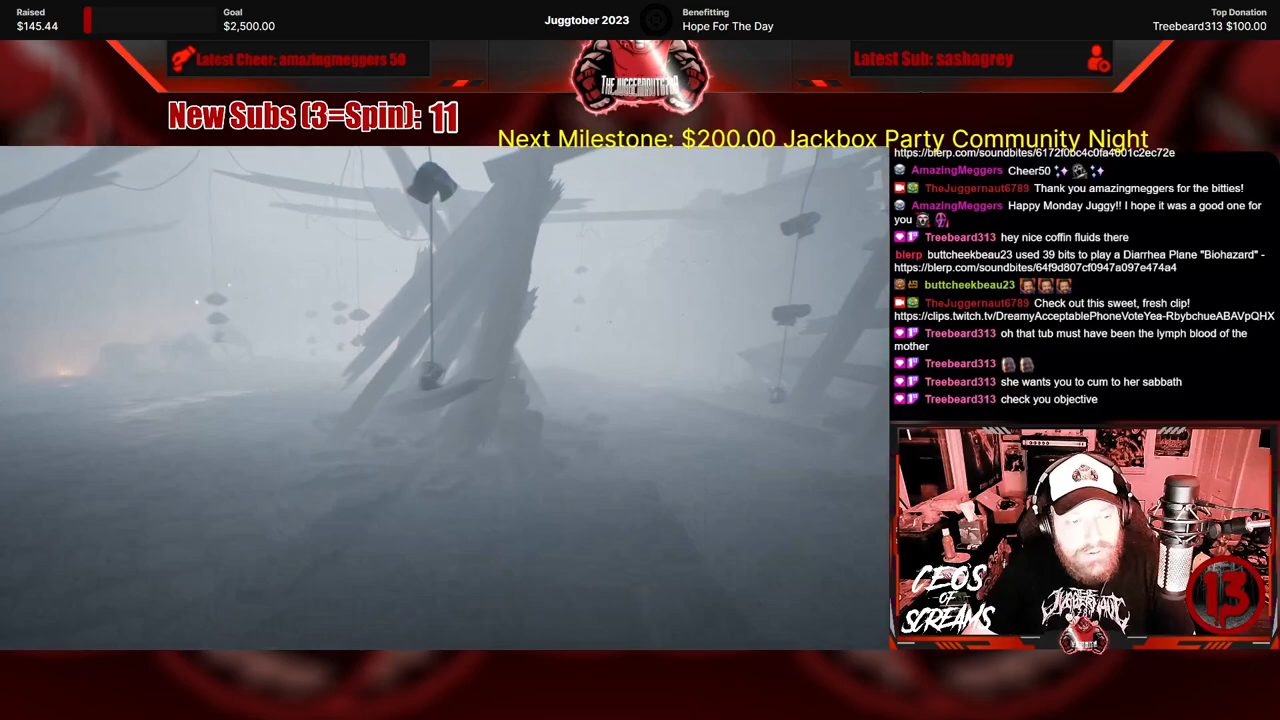 Raised
$145.44
Goal
$2,500.00
Juggtober 2023
Benefitting
Hope For The Day
Top Donation
Treebeard313 $100.00
Latest Cheer: amazingmeggers 50
THEJUGGERNAUT6789
Latest Sub: sashagrey
New Subs (3=Spin): 11
Next Milestone: $200.00 Jackbox Party Community Night
https://blerp.com/soundbites/6172f0bc4c0fa4001c2ec72e
AmazingMeggers Cheer50
TheJuggernaut6789 Thank you amazingmeggers for the bitties!
AmazingMeggers Happy Monday Juggy!! I hope it was a good one for
you
Treebeard313 hey nice coffin fluids there
blerp buttcheekbeau23 used 39 bits to play a Diarrhea Plane "Biohazard" -
https://blerp.com/soundbites/64f9d807cf0947a097e474a4
buttcheekbeau23
TheJuggernaut6789 Check out this sweet, fresh clip!
https://clips.twitch.tv/DreamyAcceptablePhoneVoteYea-RbybchueABAVpQHX
Treebeard313 oh that tub must have been the lymph blood of the
mother
Treebeard313
Treebeard313 she wants you to cum to her sabbath
Treebeard313 check you objective
CEOS
OF
SCREAMS
THE
JUGGERNAUT
13